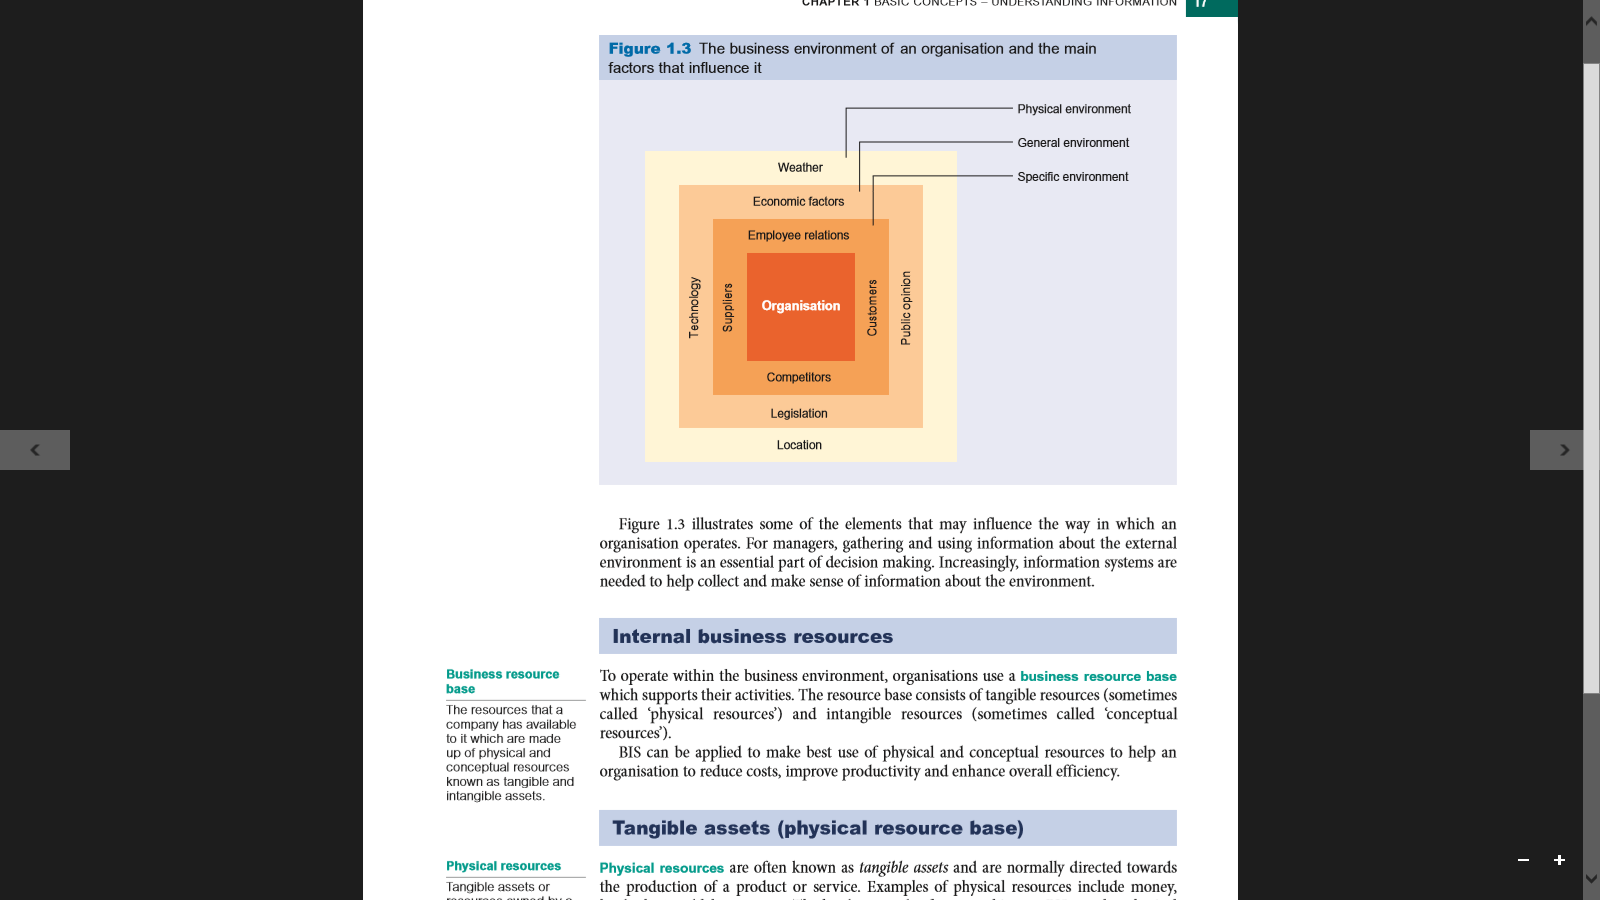 CHAPTER 1 BASIC CONCEPTS – UNDERSTANDING INFORMATION 17
Figure 1.3 The business environment of an organisation and the main
factors that influence it
Physical environment
General environment
Specific environment
Weather
Economic factors
Employee relations
Technology
Suppliers
Organisation
Customers
Public opinion
Competitors
Legislation
Location
Figure 1.3 illustrates some of the elements that may influence the way in which an
organisation operates. For managers, gathering and using information about the external
environment is an essential part of decision making. Increasingly, information systems are
needed to help collect and make sense of information about the environment.
Internal business resources
Business resource
base
The resources that a
company has available
to it which are made
up of physical and
conceptual resources
known as tangible and
intangible assets.
To operate within the business environment, organisations use a business resource base
which supports their activities. The resource base consists of tangible resources (sometimes
called ‘physical resources’) and intangible resources (sometimes called ‘conceptual
resources’).
BIS can be applied to make best use of physical and conceptual resources to help an
organisation to reduce costs, improve productivity and enhance overall efficiency.
Tangible assets (physical resource base)
Physical resources
Tangible assets or
Physical resources are often known as tangible assets and are normally directed towards
the production of a product or service. Examples of physical resources include money,